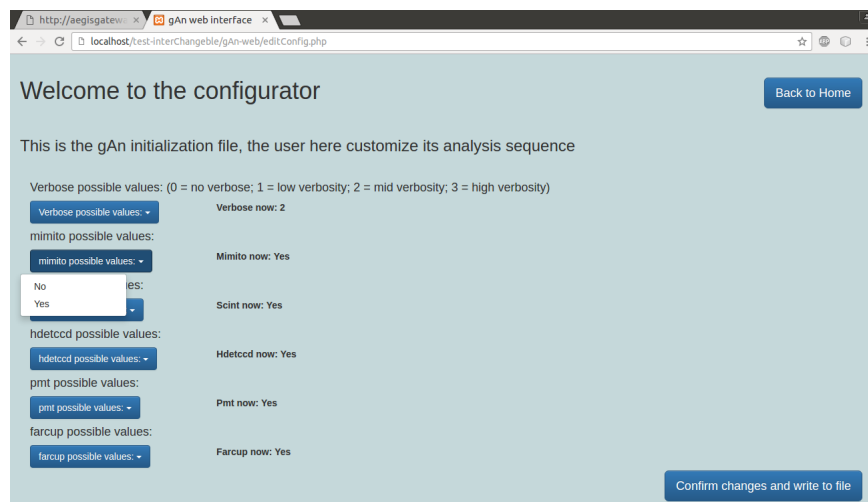 http://aegisgatewa
gAn web interface
localhost/test-interChangeble/gAn-web/editConfig.php
Welcome to the configurator
Back to Home
This is the gAn initialization file, the user here customize its analysis sequence
Verbose possible values: (0 = no verbose; 1 = low verbosity; 2 = mid verbosity; 3 = high verbosity)
Verbose possible values:
Verbose now: 2
mimito possible values:
mimito possible values:
Mimito now: Yes
No
Yes
es:
Scint now: Yes
hdetccd possible values:
hdetccd possible values:
Hdetccd now: Yes
pmt possible values:
pmt possible values:
Pmt now: Yes
farcup possible values:
farcup possible values:
Farcup now: Yes
Confirm changes and write to file